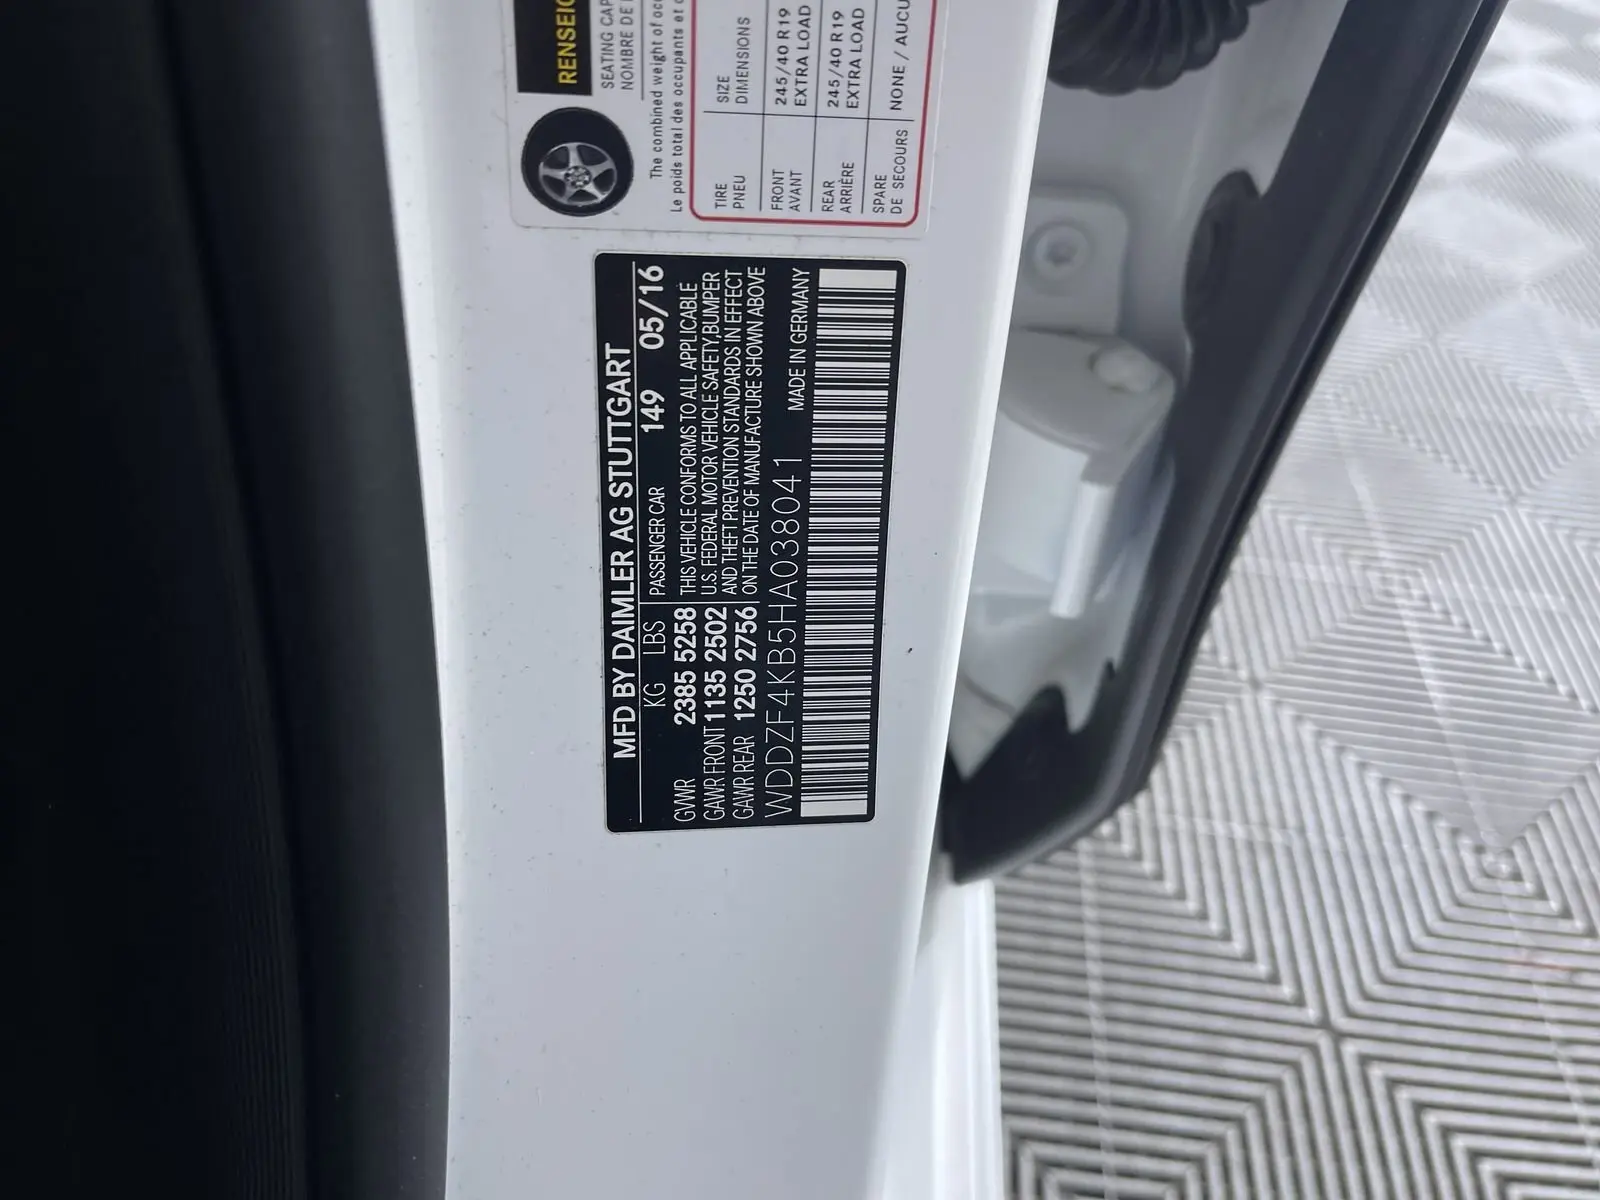 RENSEIG
SEATING CAP
NOMBRE DE
The combined weight of occ
Le poids total des occupants et
TIRE SIZE
PNEU DIMENSIONS
FRONT 245/40 R19
AVANT EXTRA LOAD
REAR 245/40 R19
ARRIÈRE EXTRA LOAD
SPARE NONE / AUCU
DE SECOURS
MFD BY DAIMLER AG STUTTGART
KG LBS PASSENGER CAR 149 05/16
GVWR 2385 5258
GAWR FRONT 1135 2502
GAWR REAR 1250 2756
THIS VEHICLE CONFORMS TO ALL APPLICABLE
U.S. FEDERAL MOTOR VEHICLE SAFETY,BUMPER
AND THEFT PREVENTION STANDARDS IN EFFECT
ON THE DATE OF MANUFACTURE SHOWN ABOVE
WDDZF4KB5HA038041 MADE IN GERMANY